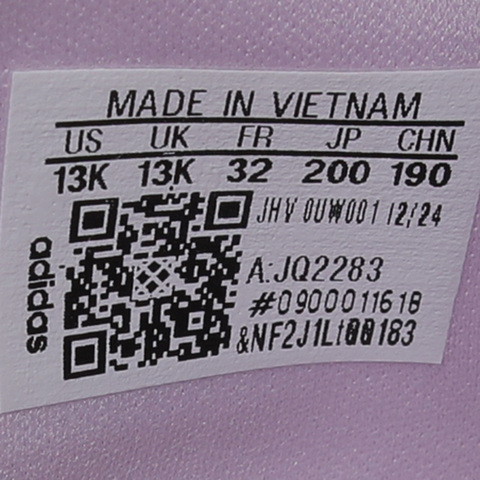 MADE IN VIETNAM
US UK FR JP CHN
13K 13K 32 200 190
JHV 0UW001 12/24
adidas
A:JQ2283
#0900011618